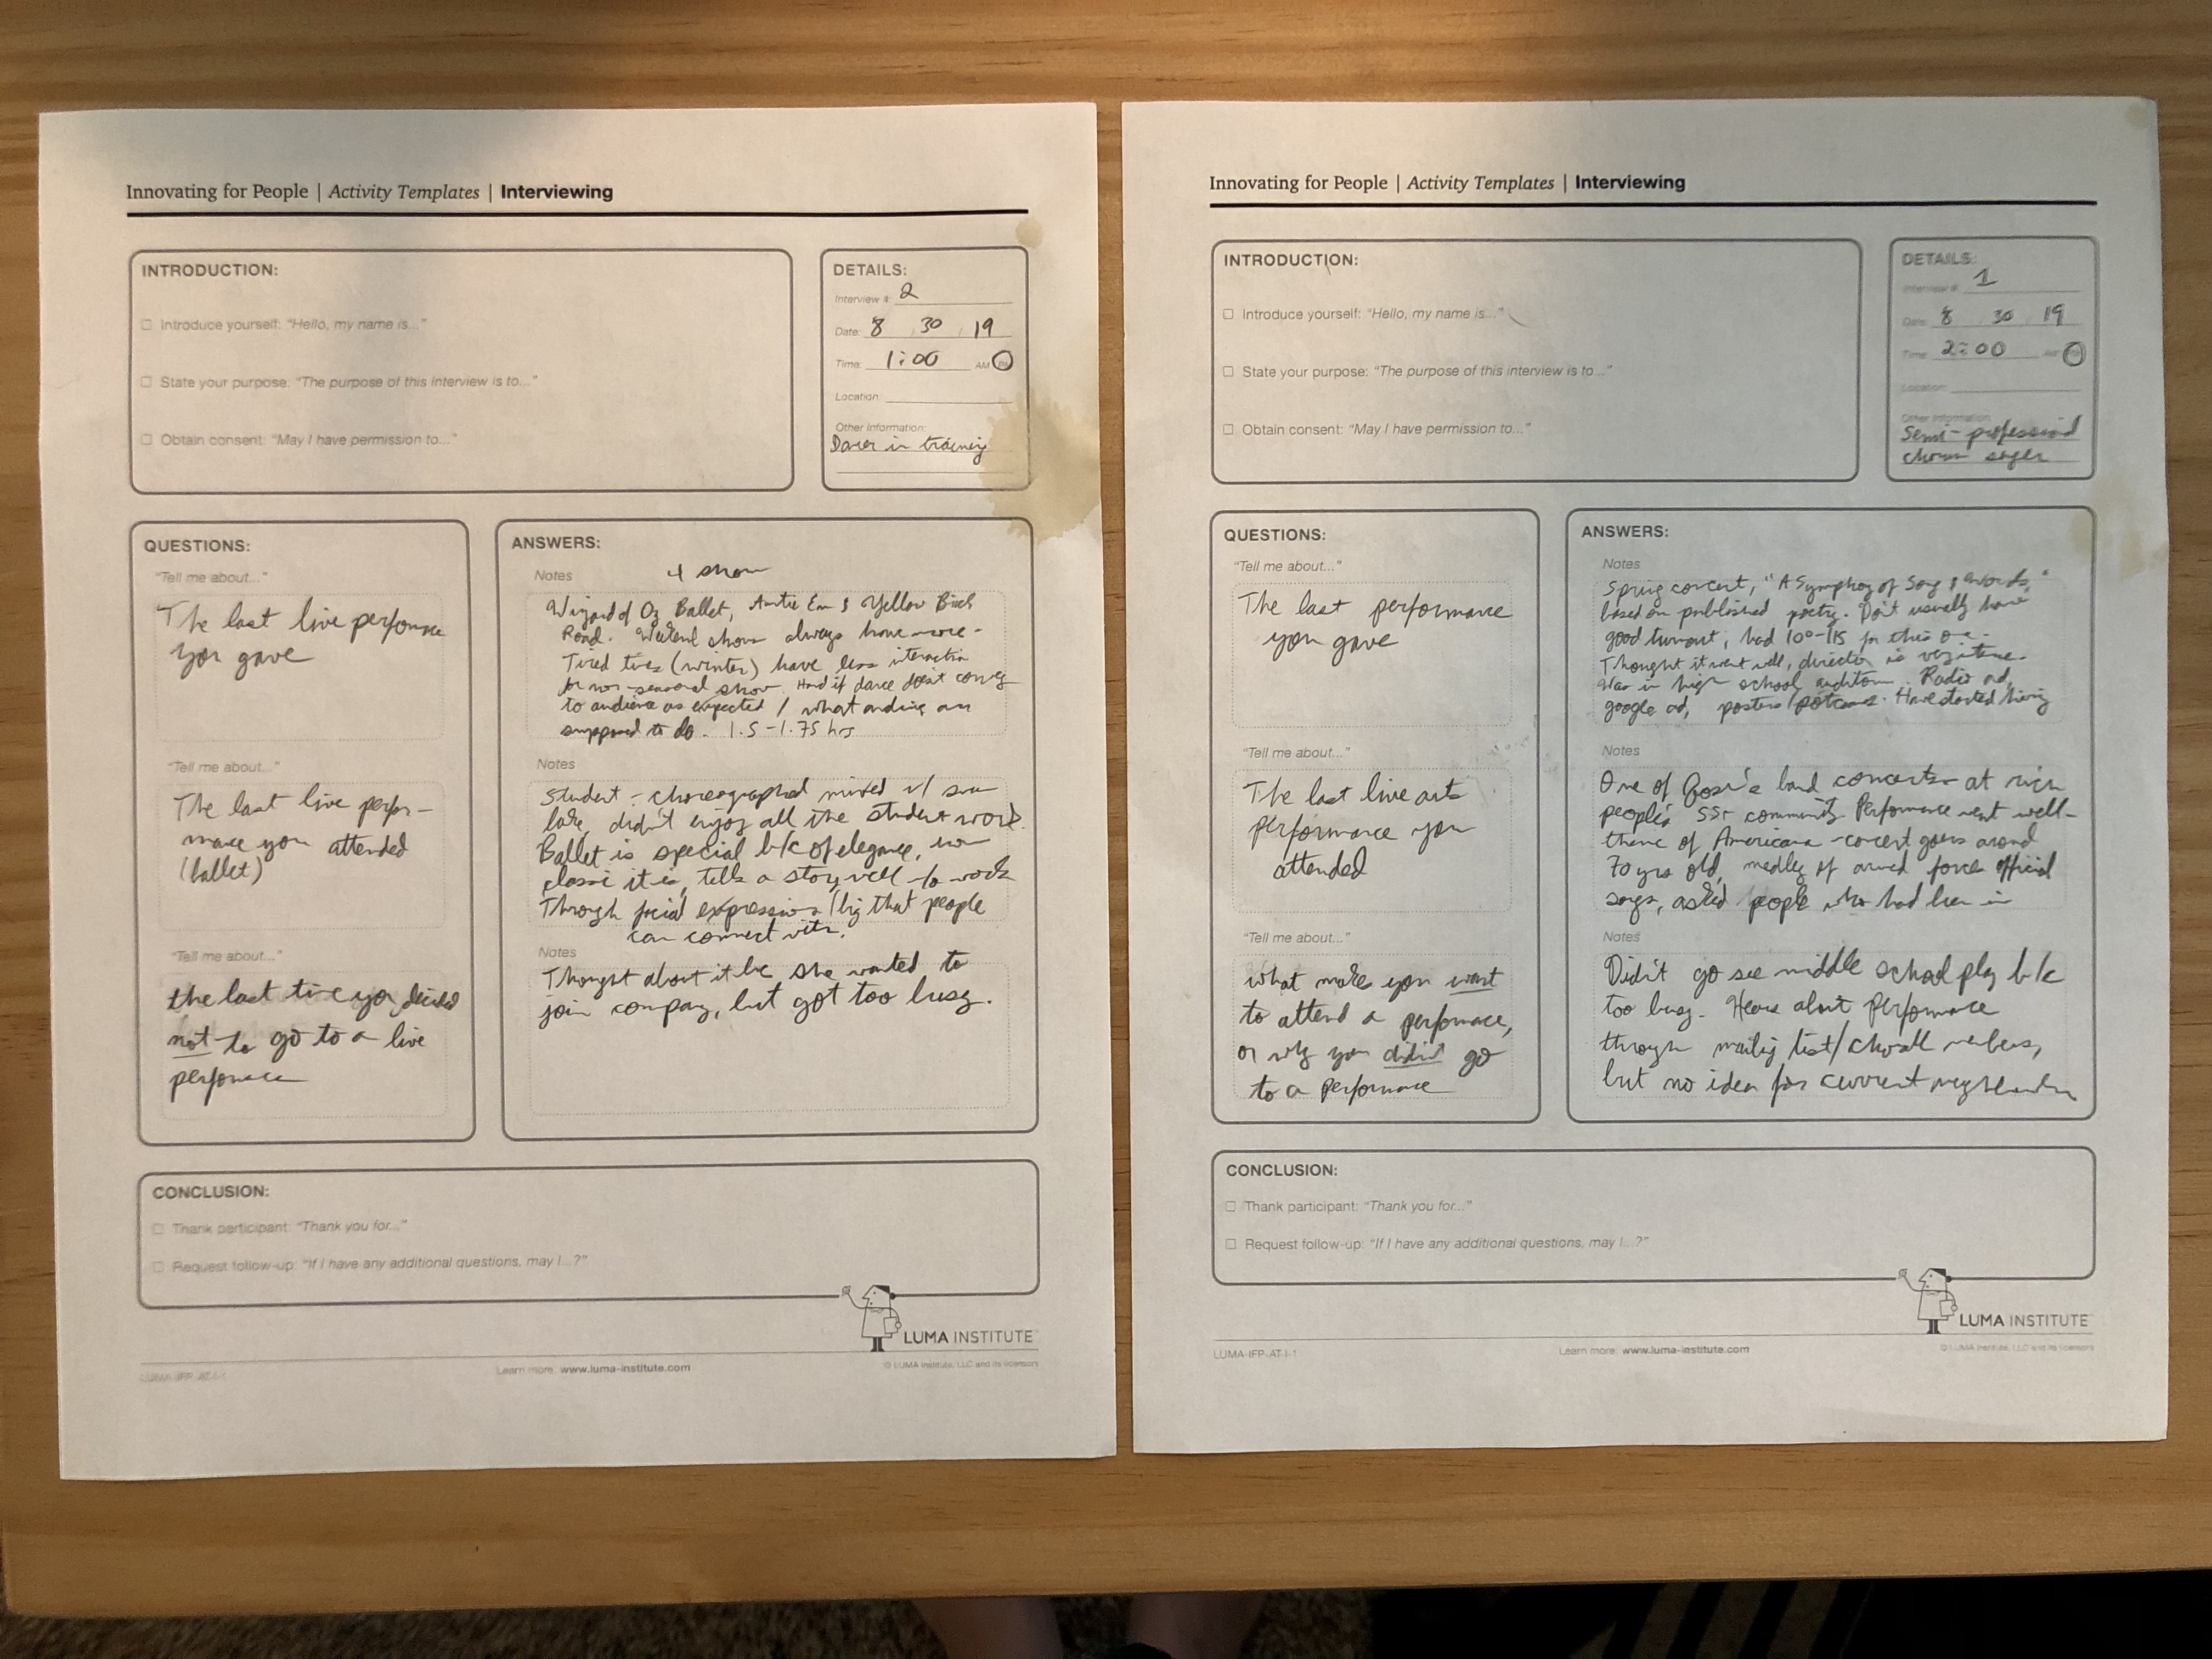 Innovating for People | Activity Templates | Interviewing
INTRODUCTION:
Introduce yourself: "Hello, my name is..."
State your purpose: "The purpose of this interview is to..."
Obtain consent: "May I have permission to..."
DETAILS:
Interview #: 2
Date: 8 30 19
Time: 1:00 AM PM
Location:
Other Information:
in training
QUESTIONS:
"Tell me about..."
The last live
you gave
"Tell me about..."
The last live perfor-
mance you attended
(ballet)
"Tell me about..."
the last time you decided
not to go to a live
ANSWERS:
Notes
4 show
Wizard of Oz Ballet, Auntie Em & Yellow Brick
Road. Weekend shows always have more.
Tired times (winter) have less interaction
for non-seasonal show. Hard if dance doesn't convey
to audience as expected / what audience are
supposed to do. 1.5-1.75 hrs
Notes
Student-choreographed mixed w/ swan
lake, didn't enjoy all the student work.
Ballet is special b/c of elegance, how
classic it is, tells a story well - to work
Through facial expressions / big that people
can connect with.
Notes
Thought about it b/c she wanted to
join company, but got too busy.
CONCLUSION:
Thank participant: "Thank you for..."
Request follow-up: "If I have any additional questions, may I...?"
LUMA INSTITUTE
LUMA-IFP-AT-I-1
Learn more: www.luma-institute.com
© LUMA Institute, LLC and its licensors
Innovating for People | Activity Templates | Interviewing
INTRODUCTION:
Introduce yourself: "Hello, my name is..."
State your purpose: "The purpose of this interview is to..."
Obtain consent: "May I have permission to..."
DETAILS:
Interview #: 1
Date: 8 30 19
Time: 2:00 AM PM
Location:
Other Information:
Semi-professional
singer
QUESTIONS:
"Tell me about..."
The last performance
you gave
"Tell me about..."
The last live arts
performance you
attended
"Tell me about..."
what makes you want
to attend a performance,
or why you didn't go
to a performance
ANSWERS:
Notes
Spring concert, "A Symphony of Song & Words,"
based on published poetry. Don't usually have
good turnout, had 100-115 for this one.
Thought it went well, director is
Was in high school auditorium. Radio ad,
google ad, posters/ Have started hiring
Notes
One of band concerts at rich
people's 55+ community. Performance went well-
theme of Americana - concert goers around
70 yrs old, medley of armed forces official
songs, asked people who had been in
Notes
Didn't go see middle school play b/c
too busy. Hears about performance
through mailing list/ members,
but no idea for current
CONCLUSION:
Thank participant: "Thank you for..."
Request follow-up: "If I have any additional questions, may I...?"
LUMA INSTITUTE
LUMA-IFP-AT-I-1
Learn more: www.luma-institute.com
© LUMA Institute, LLC and its licensors